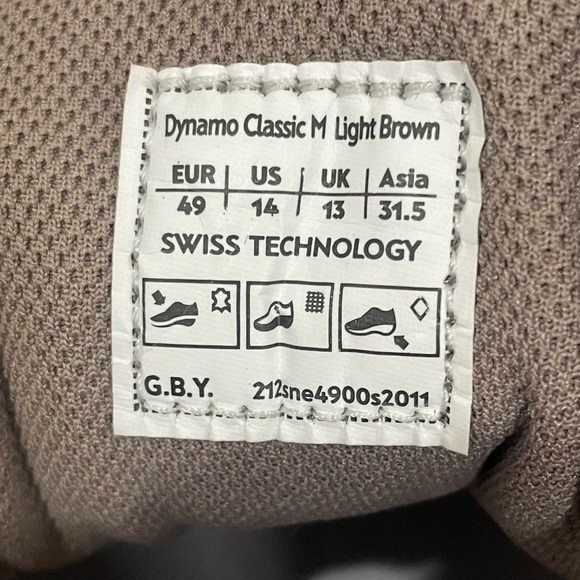 Dynamo Classic M Light Brown
EUR | US | UK | Asia
49 | 14 | 13 | 31.5
SWISS TECHNOLOGY
G.B.Y. 212sne4900s2011